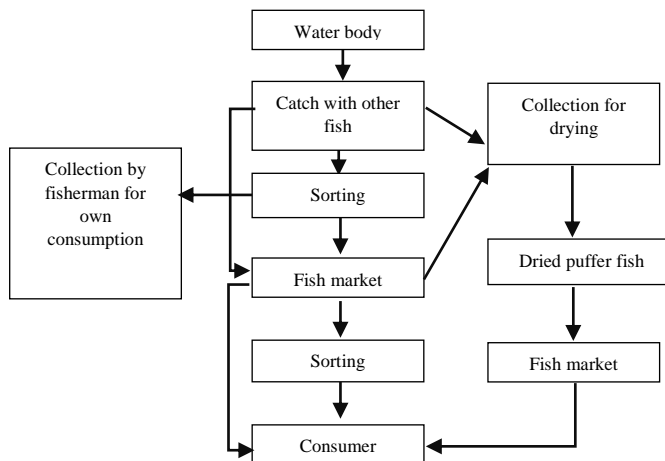 Water body
Catch with other
fish
Collection for
drying
Collection by
fisherman for
own
consumption
Sorting
Fish market
Dried puffer fish
Sorting
Fish market
Consumer